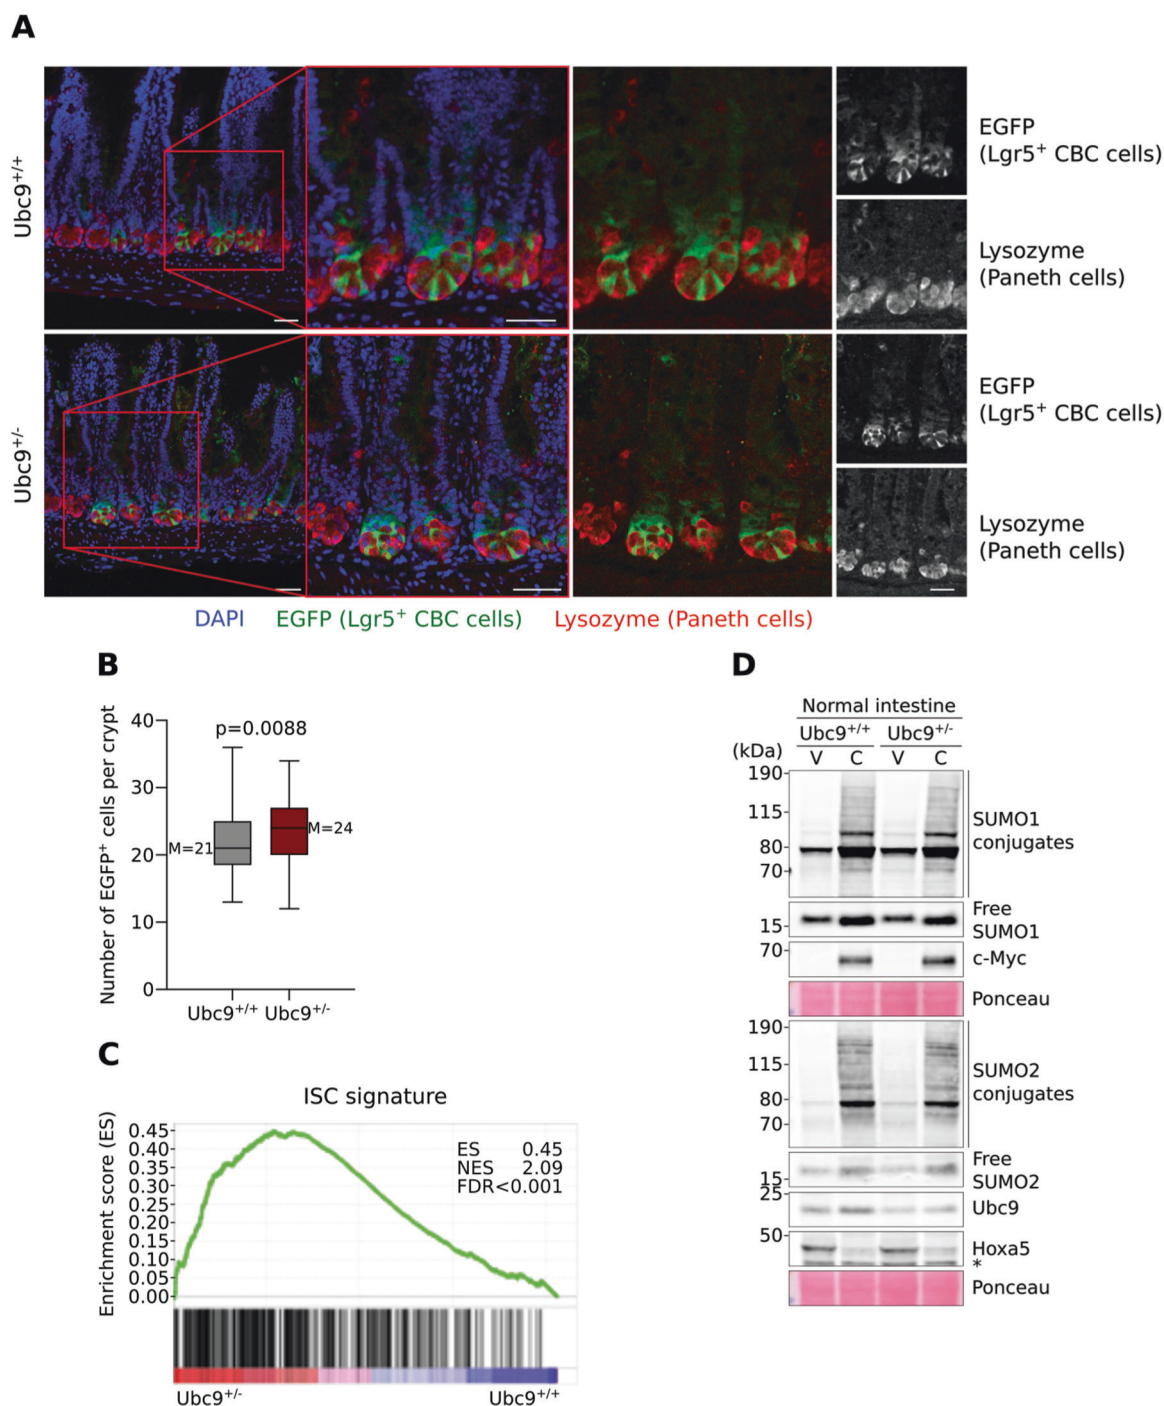 A
Ubc9+/+
EGFP
(Lgr5+ CBC cells)
Lysozyme
(Paneth cells)
Ubc9+/-
EGFP
(Lgr5+ CBC cells)
Lysozyme
(Paneth cells)
DAPI EGFP (Lgr5+ CBC cells) Lysozyme (Paneth cells)
B
Number of EGFP+ cells per crypt
40
30
20
10
0
p=0.0088
M=21
M=24
Ubc9+/+ Ubc9+/-
C
ISC signature
Enrichment score (ES)
0.45
0.40
0.35
0.30
0.25
0.20
0.15
0.10
0.05
0.00
ES 0.45
NES 2.09
FDR<0.001
Ubc9+/- Ubc9+/+
D
Normal intestine
Ubc9+/+ Ubc9+/-
(kDa) V C V C
190
115
80
70
SUMO1
conjugates
15
Free
SUMO1
70
c-Myc
Ponceau
190
115
80
70
SUMO2
conjugates
15
Free
SUMO2
25
Ubc9
50
Hoxa5
*
Ponceau